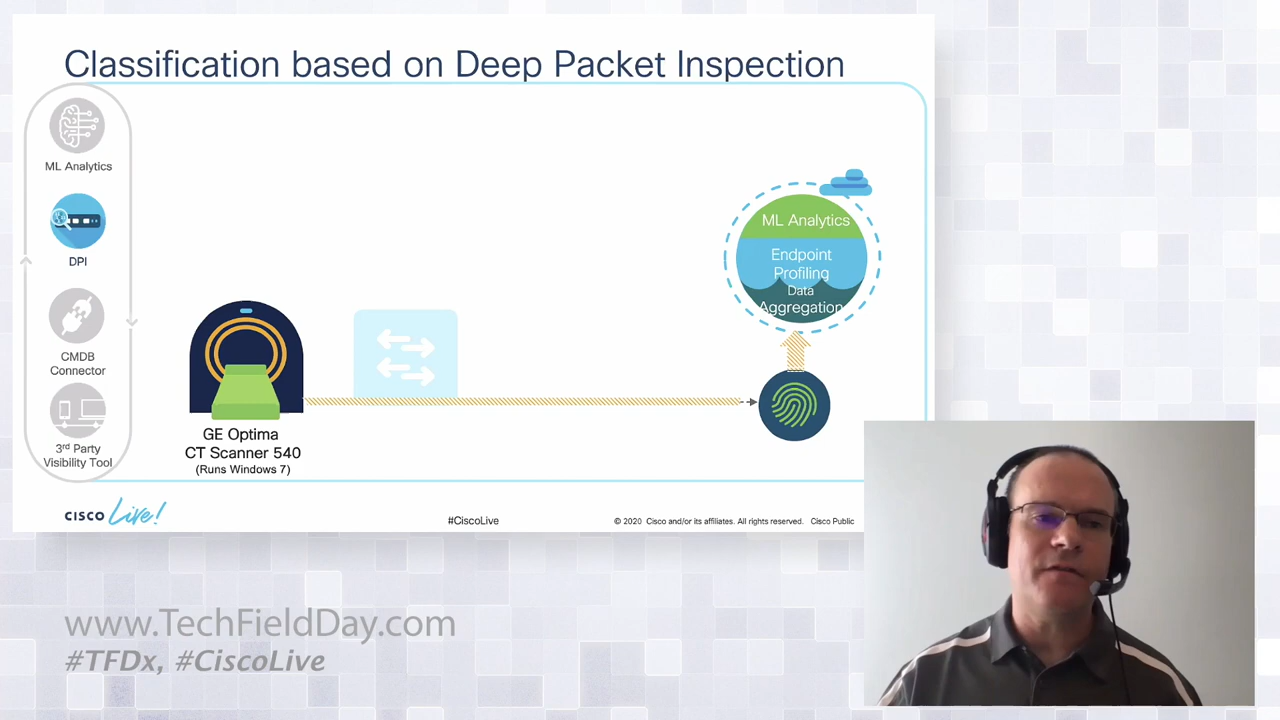 Classification based on Deep Packet Inspection
ML Analytics
DPI
CMDB
Connector
3rd Party
Visibility Tool
GE Optima
CT Scanner 540
(Runs Windows 7)
ML Analytics
Endpoint
Profiling
Data
Aggregation
CISCO Live!
#CiscoLive
© 2020 Cisco and/or its affiliates. All rights reserved. Cisco Public
www.TechFieldDay.com
#TFDx, #CiscoLive